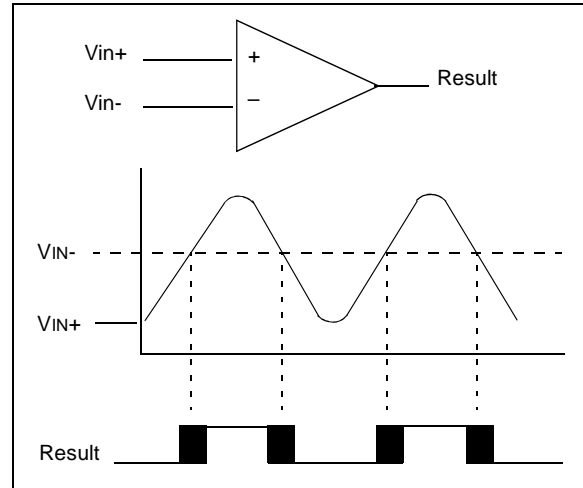 Vin+
+
Result
Vin-
–
VIN-
VIN+
Result